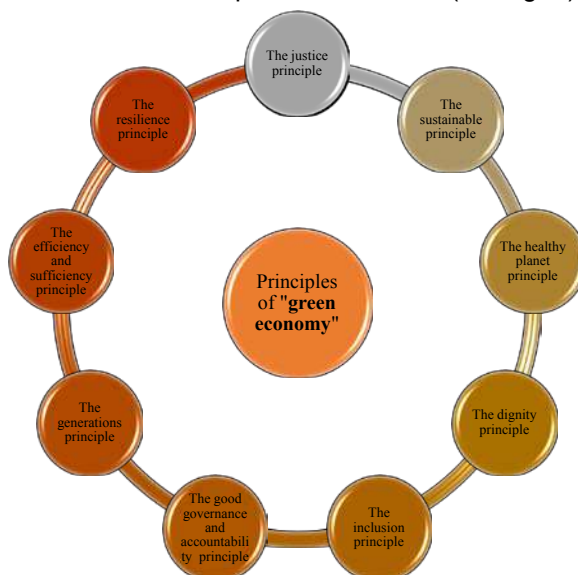 The justice
principle
The
sustainable
principle
The healthy
planet
principle
The dignity
principle
The
inclusion
principle
The good
governance
and
accountabili
ty principle
The
generations
principle
The
efficiency
and
sufficiency
principle
The
resilience
principle
Principles
of "green
economy"